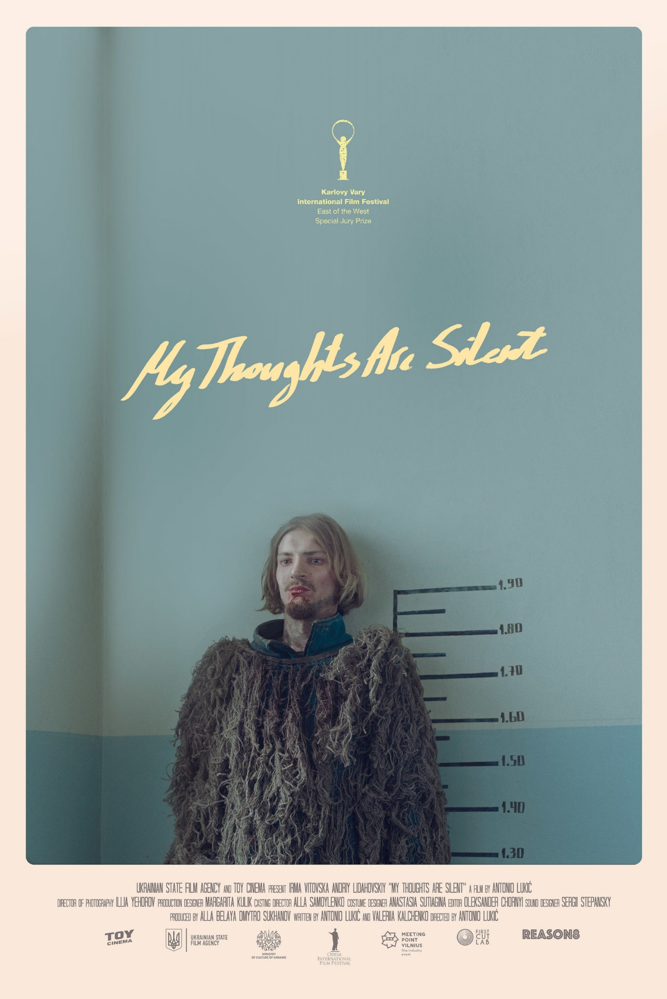 Karlovy Vary
International Film Festival
East of the West
Special Jury Prize
My Thoughts Are Silent
1.90
1.80
1.70
1.60
1.50
1.40
1.30
UKRAINIAN STATE FILM AGENCY AND TOY CINEMA PRESENT IRMA VITOVSKA ANDRIY LIDAHOVSKIY "MY THOUGHTS ARE SILENT" A FILM BY ANTONIO LUKIĆ
DIRECTOR OF PHOTOGRAPHY ILLIA YEHOROV PRODUCTION DESIGNER MARGARITA KULIK CASTING DIRECTOR ALLA SAMOYLENKO COSTUME DESIGNER ANASTASIA SUTIAGINA EDITOR OLEKSANDER CHORNYI SOUND DESIGNER SERGII STEPANSKY
PRODUCED BY ALLA BELAYA DMYTRO SUKHANOV WRITTEN BY ANTONIO LUKIĆ AND VALERIIA KALCHENKO DIRECTED BY ANTONIO LUKIĆ
TOY
CINEMA
UKRAINIAN STATE
FILM AGENCY
MINISTRY
OF CULTURE OF UKRAINE
ODESA
INTERNATIONAL
FILM FESTIVAL
MEETING
POINT
VILNIUS
film industry
event
FIRST
CUT
LAB
REASON8